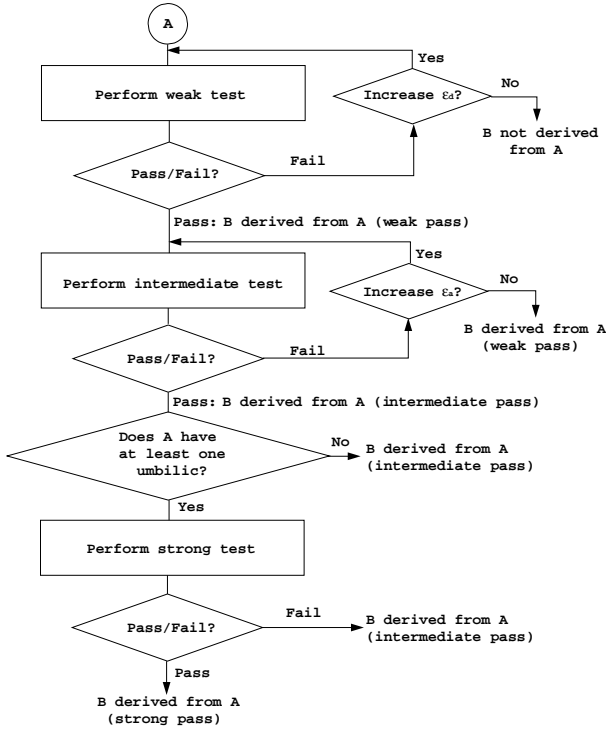 A
Yes
Perform weak test
Increase εd?
No
B not derived
from A
Pass/Fail?
Fail
Pass: B derived from A (weak pass)
Yes
Perform intermediate test
Increase εa?
No
B derived from A
(weak pass)
Pass/Fail?
Fail
Pass: B derived from A (intermediate pass)
Does A have
at least one
umbilic?
No
B derived from A
(intermediate pass)
Yes
Perform strong test
Pass/Fail?
Fail
B derived from A
(intermediate pass)
Pass
B derived from A
(strong pass)